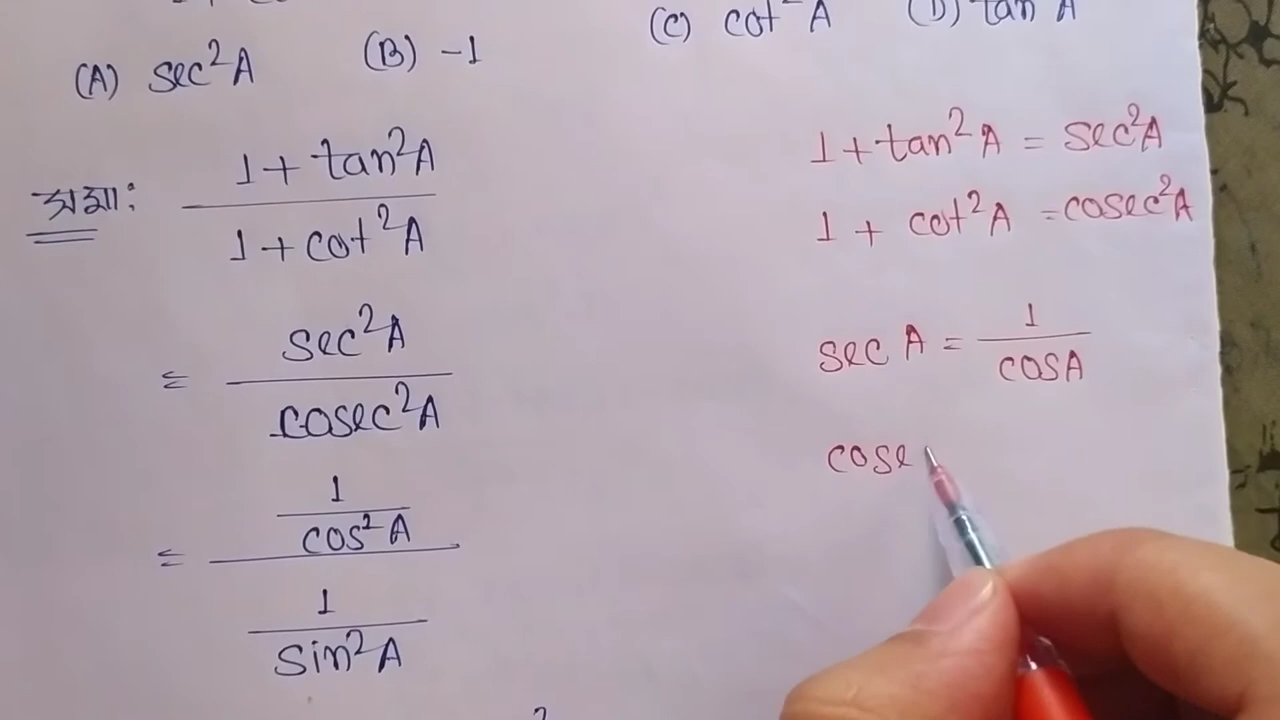 (A) sec²A (B) -1 (C) cot²A (D) tan²A
সমা:
1 + tan²A
1 + cot²A
= sec²A
cosec²A
= 1
cos²A
1
sin²A
1 + tan²A = sec²A
1 + cot²A = cosec²A
sec A = 1
cosA
cose